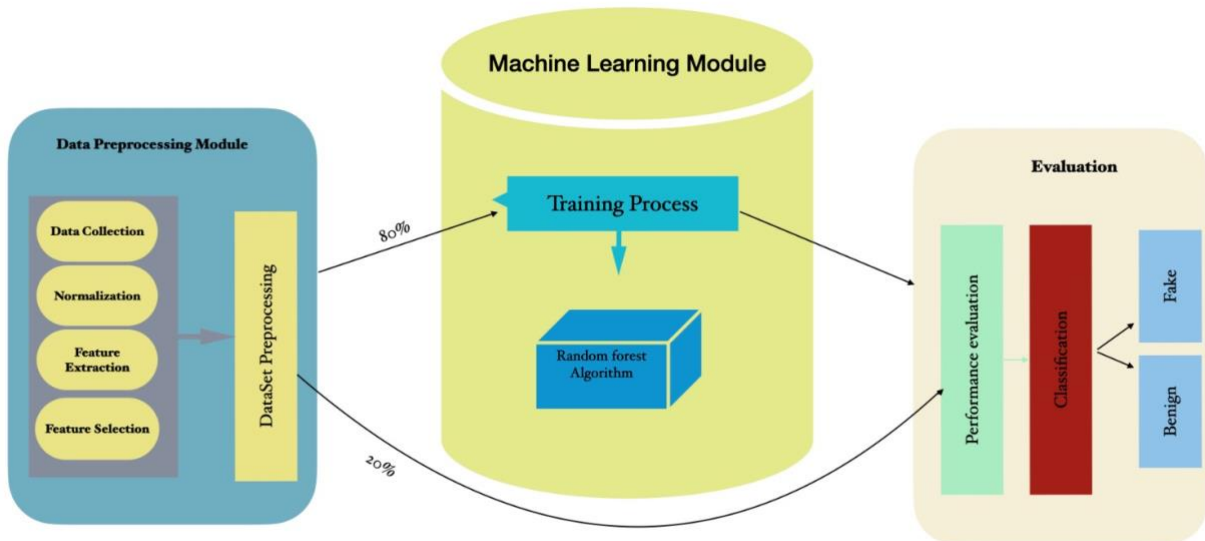 Machine Learning Module
Data Preprocessing Module
Data Collection
Normalization
Feature
Extraction
Feature Selection
DataSet Preprocessing
80%
20%
Training Process
Random forest
Algorithm
Evaluation
Performance evaluation
Classification
Fake
Benign